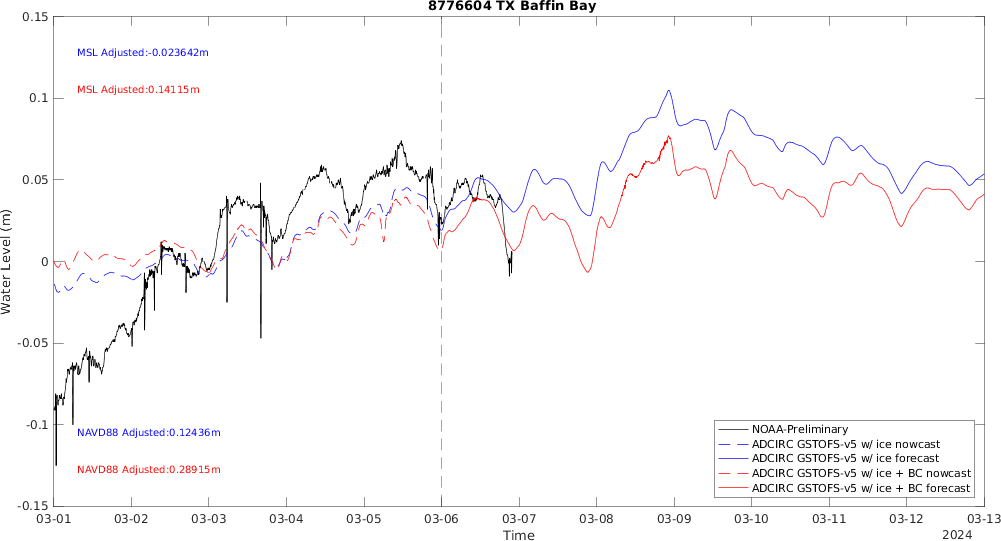 8776604 TX Baffin Bay
0.15
0.1
0.05
0
-0.05
-0.1
-0.15
Water Level (m)
MSL Adjusted:-0.023642m
MSL Adjusted:0.14115m
NAVD88 Adjusted:0.12436m
NAVD88 Adjusted:0.28915m
NOAA-Preliminary
ADCIRC GSTOFS-v5 w/ ice nowcast
ADCIRC GSTOFS-v5 w/ ice forecast
ADCIRC GSTOFS-v5 w/ ice + BC nowcast
ADCIRC GSTOFS-v5 w/ ice + BC forecast
03-01 03-02 03-03 03-04 03-05 03-06 03-07 03-08 03-09 03-10 03-11 03-12 03-13
Time
2024